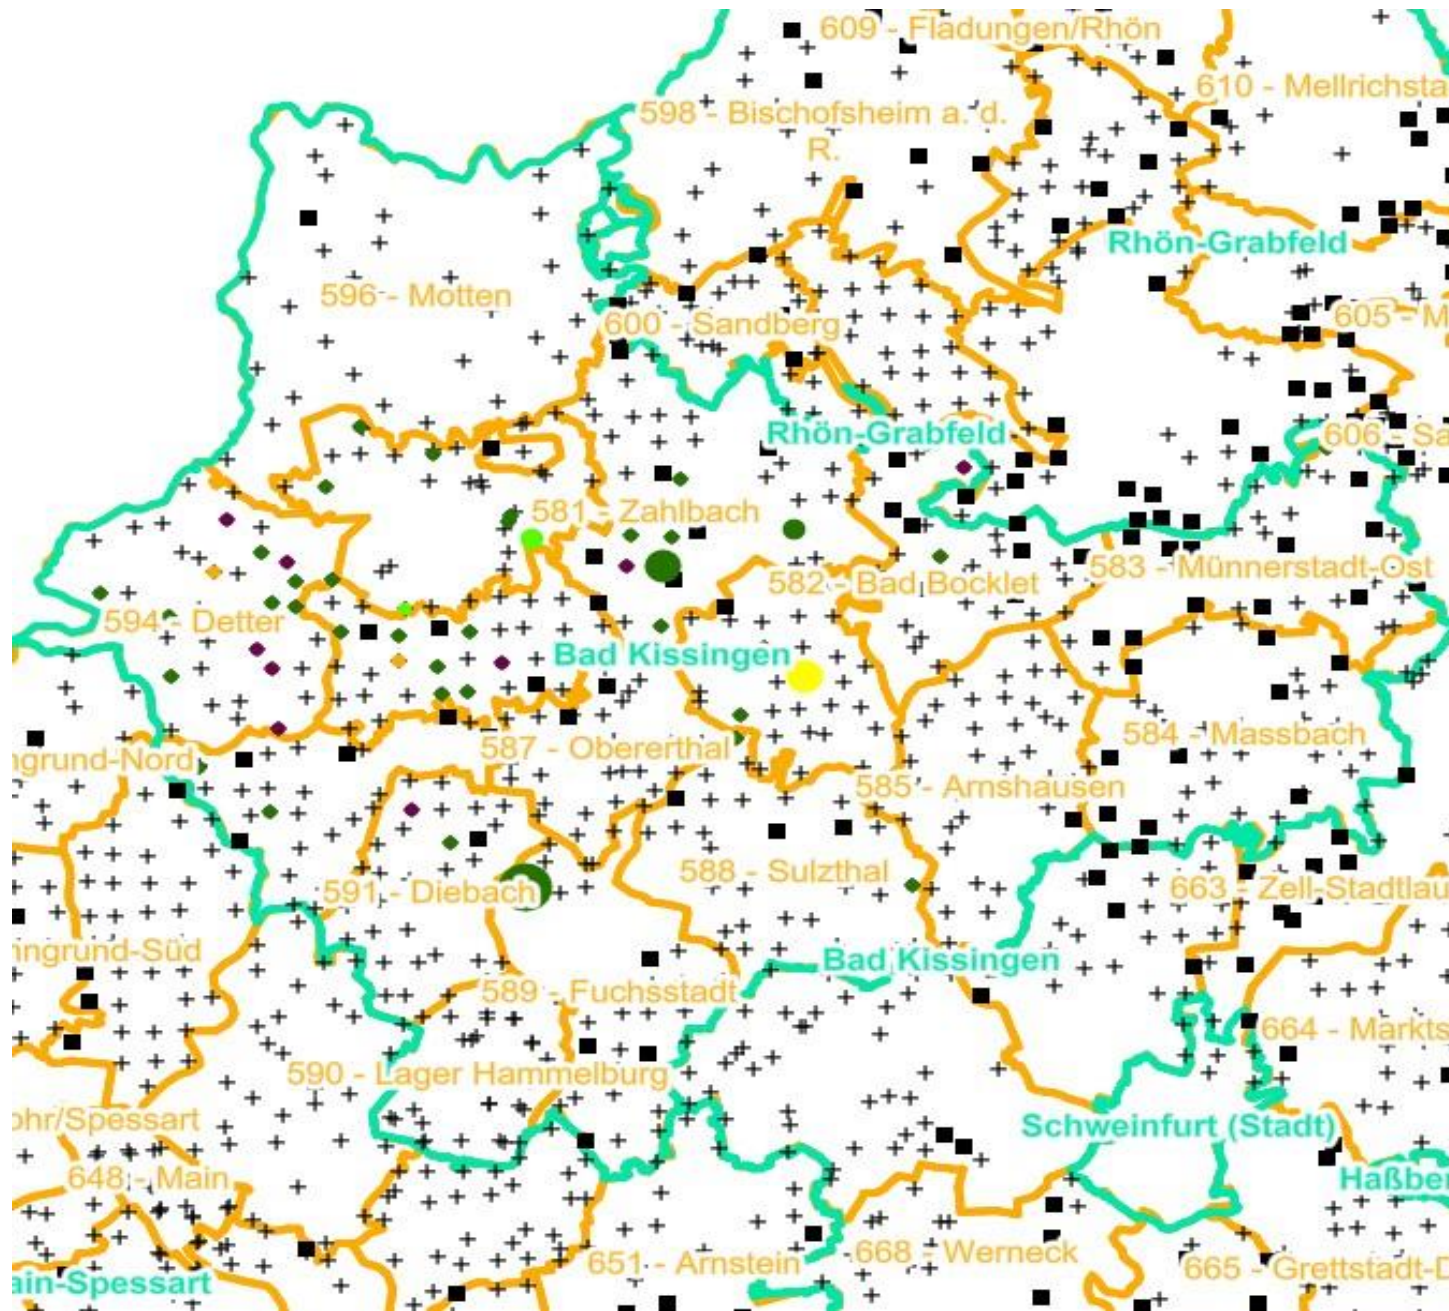 609 - Fladungen/Rhön
610 - Mellrichsta
598 - Bischofsheim a. d.
R.
Rhön-Grabfeld
596 - Motten
600 - Sandberg
605 - M
Rhön-Grabfeld
606 - Sa
581 - Zahlbach
583 - Münnerstadt-Ost
582 - Bad Bocklet
594 - Detter
Bad Kissingen
584 - Massbach
587 - Obererthal
ngrund-Nord
585 - Arnshausen
588 - Sulzthal
663 - Zell-Stadtlau
591 - Diebach
nngrund-Süd
Bad Kissingen
589 - Fuchsstadt
664 - Markts
590 - Lager Hammelburg
ohr/Spessart
Schweinfurt (Stadt)
648 - Main
Haßber
668 - Werneck
651 - Arnstein
665 - Grettstadt-D
ain-Spessart